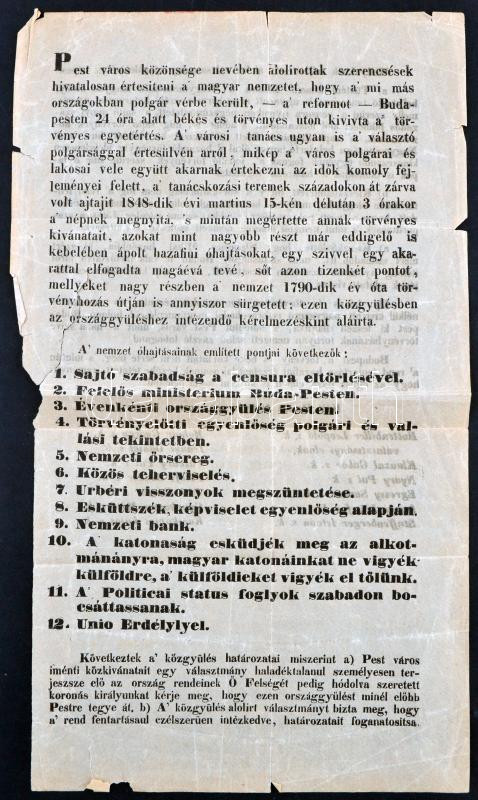 Pest város közönsége nevében alolirottak szerencsések
hivatalosan értesiteni a' magyar nemzetet, hogy a' mi más
országokban polgár vérbe került, — a' reformot — Buda-
pesten 24 óra alatt békés és törvényes uton kivivta a' tör-
vényes egyetértés. A' városi tanács ugyan is a' választó
polgársággal értesülvén arról, mikép a' város polgárai és
lakosai vele együtt akarnak értekezni az idők komoly fej-
leményei felett, a' tanácskozási teremek századokon át zárva
volt ajtajit 1848-dik évi martius 15-kén délután 3 órakor
a' népnek megnyita, 's miután megértette annak törvényes
kivánatait, azokat mint nagyobb részt már eddigelő is
kebelében ápolt hazafiui óhajtásokat, egy szivvel egy aka-
rattal elfogadta magáévá tevé, sőt azon tizenkét pontot,
mellyeket nagy részben a' nemzet 1790-dik év óta tör-
vényhozás útján is annyiszor sürgetett; ezen közgyülésben
az országgyüléshez intézendő kérelmezéskint aláirta.
A' nemzet óhajtásainak emlitett pontjai következők:
1. Sajtó szabadság a' censura eltörlésével.
2. Felelős ministerium Buda-Pesten.
3. Évenkénti országgyülés Pesten.
4. Törvényelőtti egyenlőség polgári és val-
lási tekintetben.
5. Nemzeti őrsereg.
6. Közös teherviselés.
7. Urbéri visszonyok megszüntetése.
8. Esküttszék, képviselet egyenlőség alapján.
9. Nemzeti bank.
10. A' katonaság esküdjék meg az alkot-
mányra, magyar katonáinkat ne vigyék
külföldre, a' külföldieket vigyék el tőlünk.
11. A' Politicai status foglyok szabadon bo-
csáttassanak.
12. Unio Erdélylyel.
Következtek a' közgyülés határozatai miszerint a) Pest város
iménti közkivánatait egy választmány haladéktalanul személyesen ter-
jeszsze elő az ország rendeinek Ő Felségét pedig hódolva szeretett
koronás királyunkat kérje meg, hogy ezen országgyülést minél előbb
Pestre tegye át, b) A' közgyülés alolirt választmányt bizta meg, hogy
a' rend fentartásaul czélszerüen intézkedve, határozatait foganatositsa.